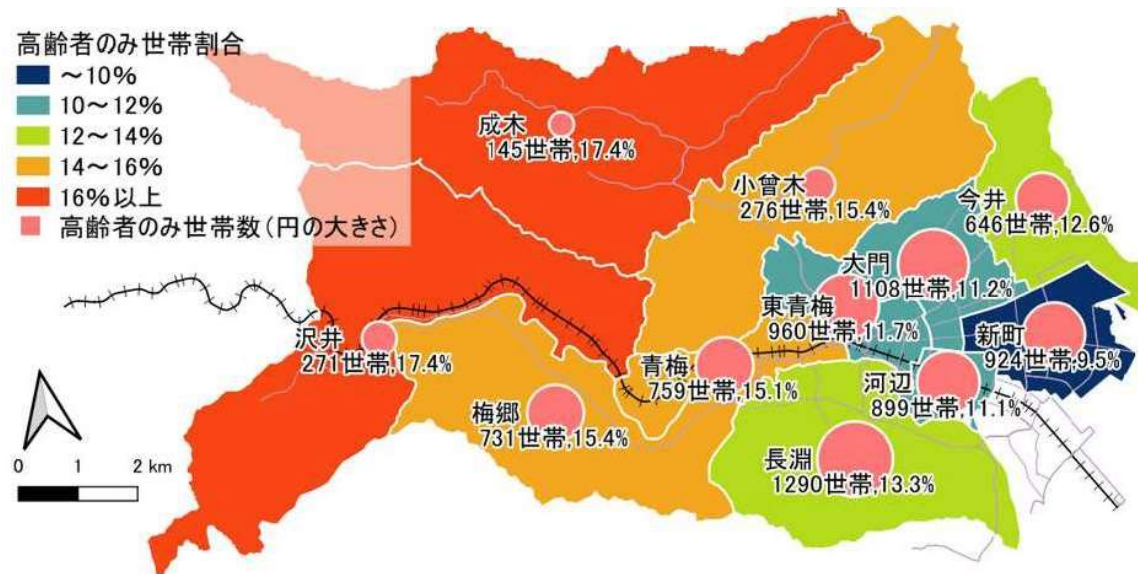 高齢者のみ世帯割合
～10%
10～12%
12～14%
14～16%
16%以上
高齢者のみ世帯数（円の大きさ）
成木
145世帯,17.4%
小曾木
276世帯,15.4%
今井
646世帯,12.6%
大門
1108世帯,11.2%
東青梅
960世帯,11.7%
新町
924世帯,9.5%
沢井
271世帯,17.4%
青梅
759世帯,15.1%
河辺
899世帯,11.1%
梅郷
731世帯,15.4%
長淵
1290世帯,13.3%
0 1 2 km